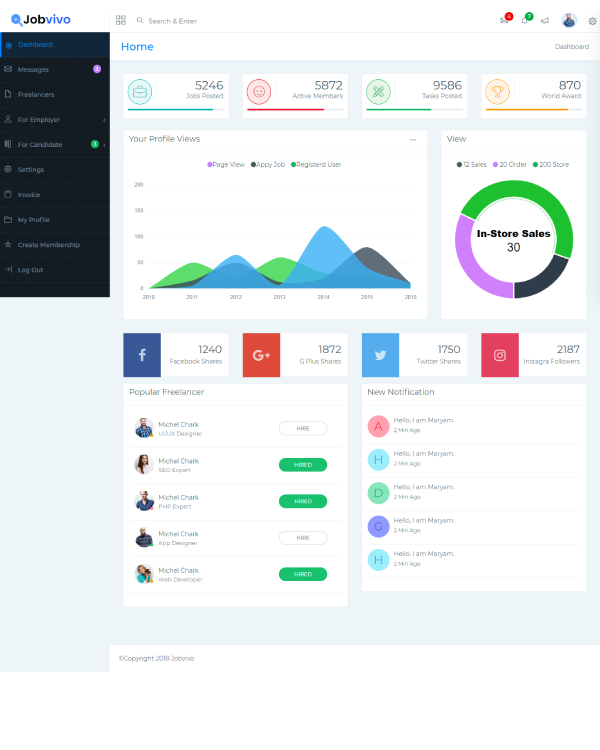 Jobvivo
Search & Enter
4
7
Dashboard
Home
Dashboard
Messages
3
Freelancers
For Employer
For Candidate
Settings
Invoice
My Profile
Create Membership
Log Out
5246
Jobs Posted
5872
Active Members
9586
Tasks Posted
870
World Award
Your Profile Views
Page View Appy Job Registerd User
200
150
100
50
0
2010 2011 2012 2013 2014 2015 2016
View
12 Sales 20 Order 200 Store
In-Store Sales
30
1240
Facebook Shares
1872
G Plus Shares
1750
Twitter Shares
2187
Instagra Followers
Popular Freelancer
Michel Chark
UI/UX Designer
HIRE
Michel Chark
SEO Expert
HIRED
Michel Chark
PHP Expert
HIRED
Michel Chark
App Designer
HIRE
Michel Chark
Web Developer
HIRED
New Notification
A
Hello, I am Maryam.
2 Min Ago
H
Hello, I am Maryam.
2 Min Ago
D
Hello, I am Maryam.
2 Min Ago
G
Hello, I am Maryam.
2 Min Ago
H
Hello, I am Maryam.
2 Min Ago
©Copyright 2018 Jobvivo